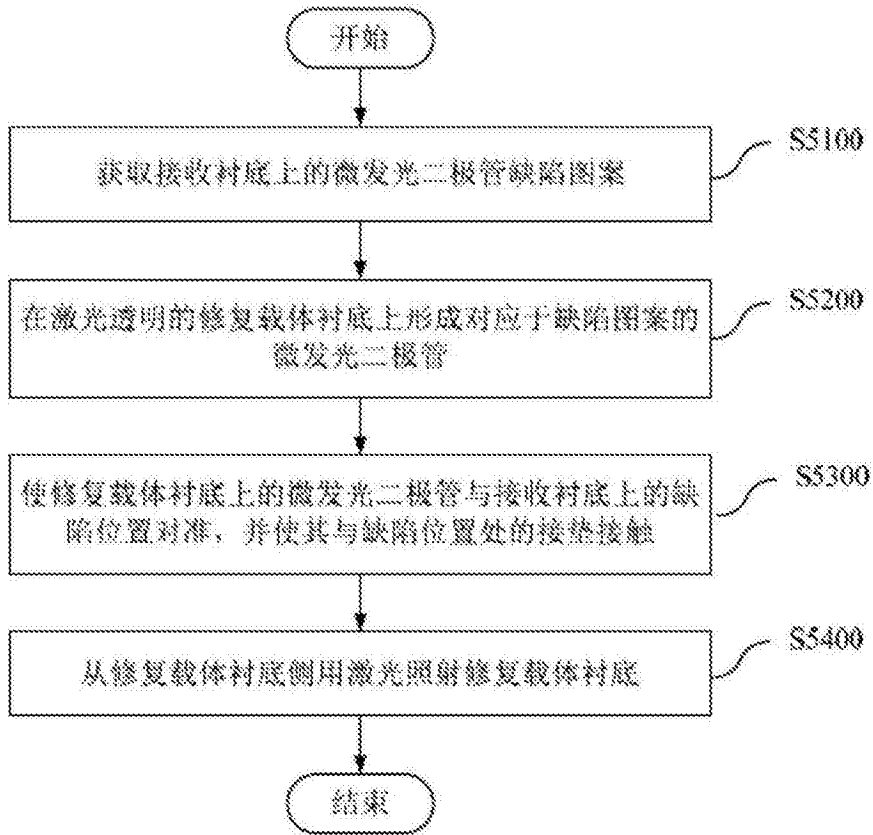 开始
获取接收衬底上的微发光二极管缺陷图案
S5100
在激光透明的修复载体衬底上形成对应于缺陷图案的
微发光二极管
S5200
使修复载体衬底上的微发光二极管与接收衬底上的缺
陷位置对准，并使其与缺陷位置处的接垫接触
S5300
从修复载体衬底侧用激光照射修复载体衬底
S5400
结束